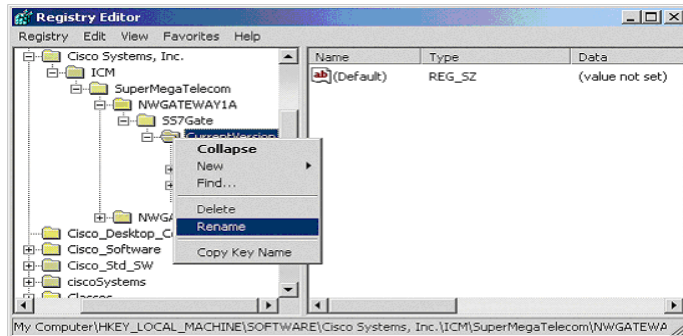 Registry Editor
Registry Edit View Favorites Help
Name Type Data
(Default) REG_SZ (value not set)
Cisco Systems, Inc.
ICM
SuperMegaTelecom
NWGATEWAY1A
SS7Gate
CurrentVersion
Collapse
New
Find...
Delete
Rename
Copy Key Name
NWGA
Cisco_Desktop_C
Cisco_Software
Cisco_Std_SW
ciscoSystems
Classes
My Computer\HKEY_LOCAL_MACHINE\SOFTWARE\Cisco Systems, Inc.\ICM\SuperMegaTelecom\NWGATEWA